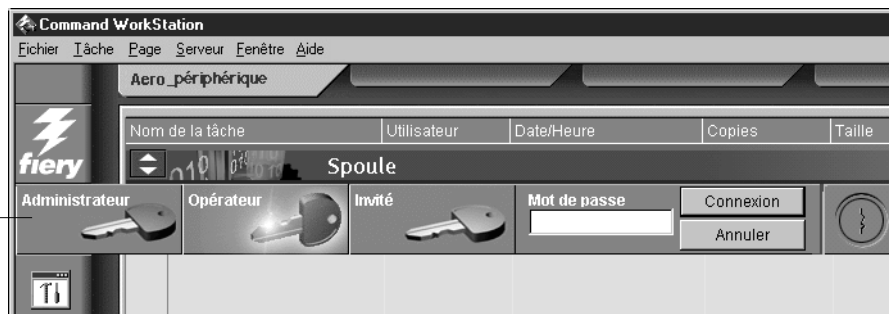 Command WorkStation
Fichier Tâche Page Serveur Fenêtre Aide
Aero_périphérique
fiery
Nom de la tâche Utilisateur Date/Heure Copies Taille
Spoule
Administrateur Opérateur Invité Mot de passe Connexion
Annuler